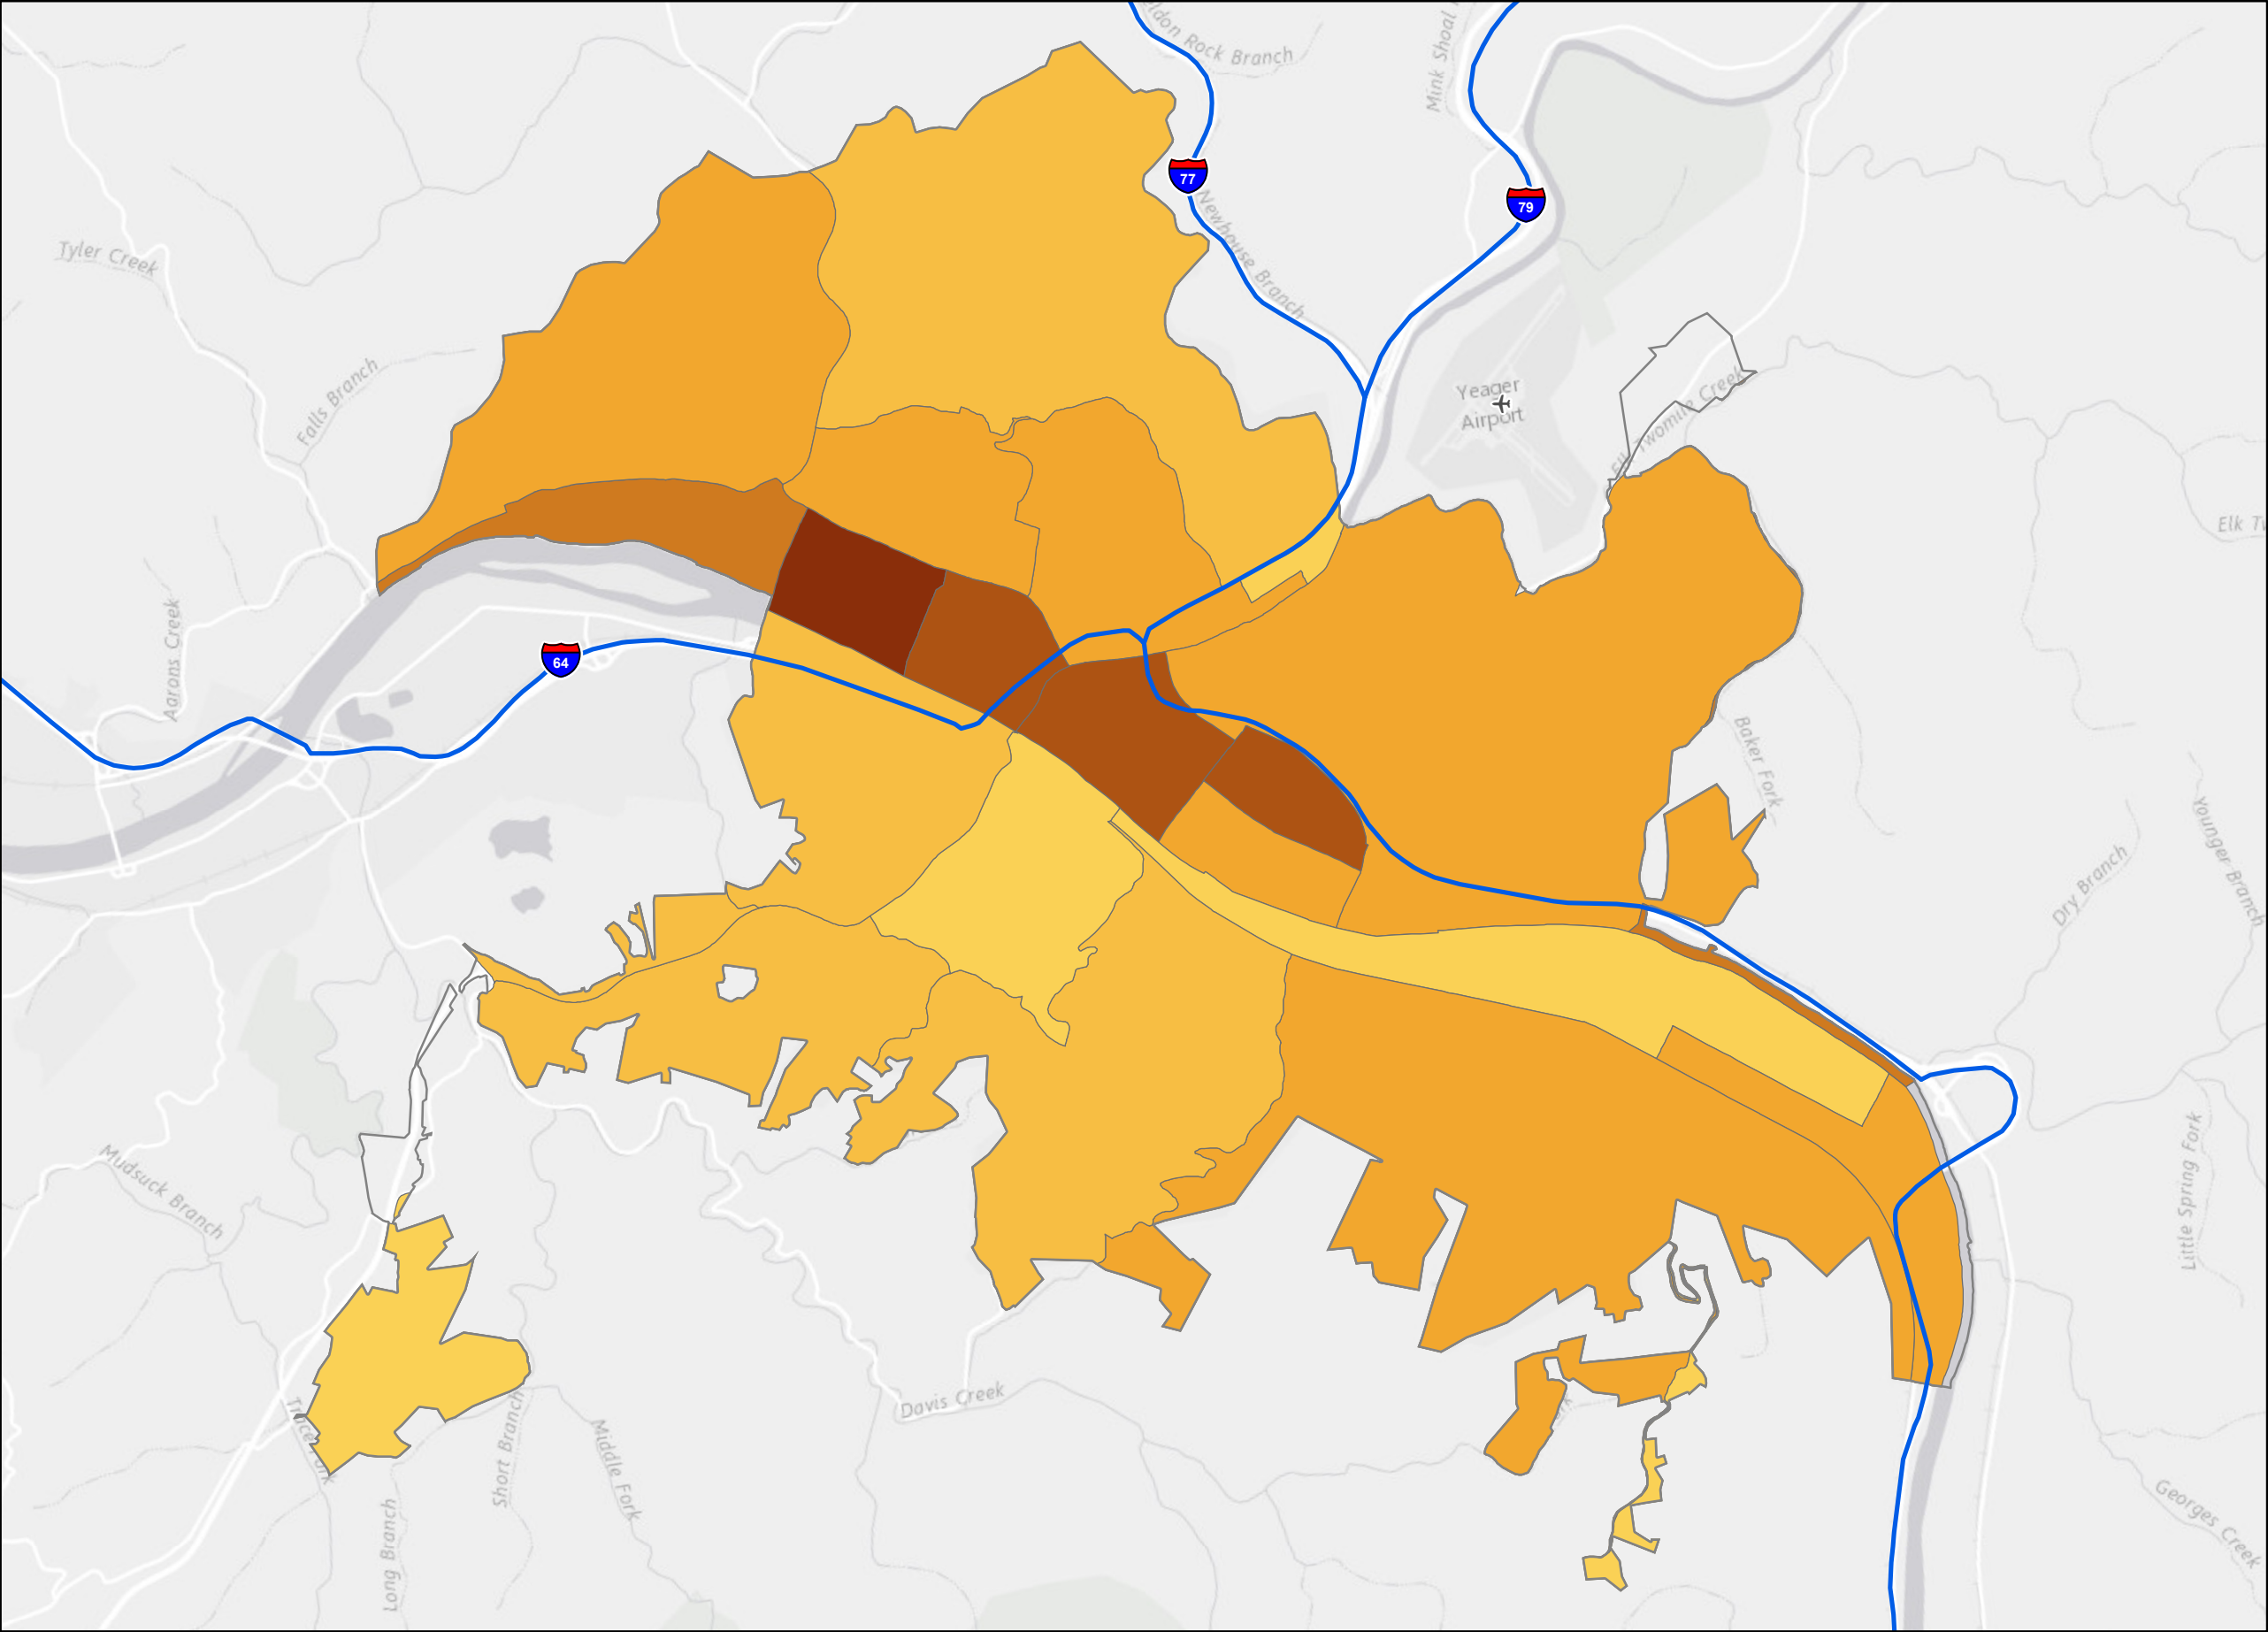 Rock Branch
Mink Shoal
77
79
Newhouse Branch
Tyler Creek
Falls Branch
Yeager
Airport
Elk Twomile Creek
Elk Tw
Aarons Creek
64
Baker Fork
Younger Branch
Dry Branch
Mudsuck Branch
Little Spring Fork
Davis Creek
Short Branch
Middle Fork
Long Branch
Georges Creek